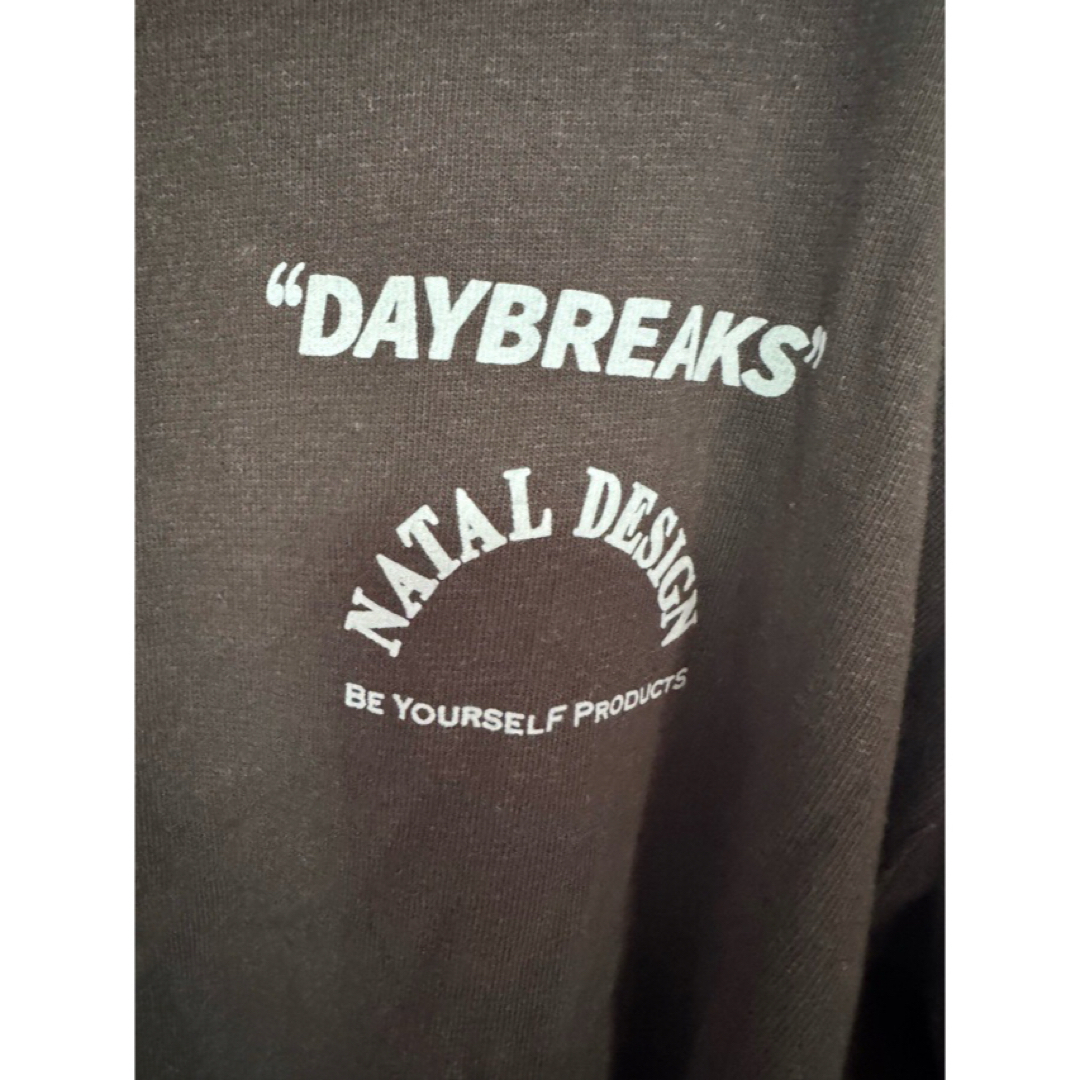 “DAYBREAKS”
NATAL DESIGN
BE YOURSELF PRODUCTS